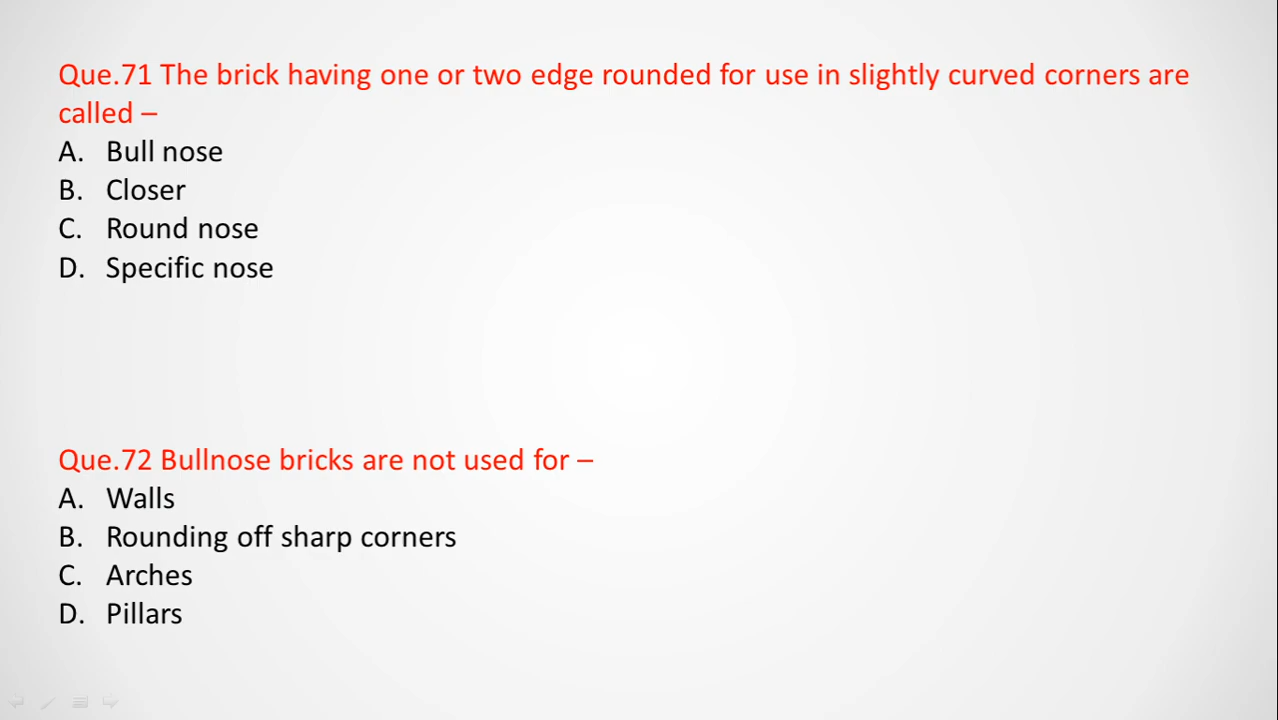 Que.71 The brick having one or two edge rounded for use in slightly curved corners are
called –
A. Bull nose
B. Closer
C. Round nose
D. Specific nose
Que.72 Bullnose bricks are not used for –
A. Walls
B. Rounding off sharp corners
C. Arches
D. Pillars